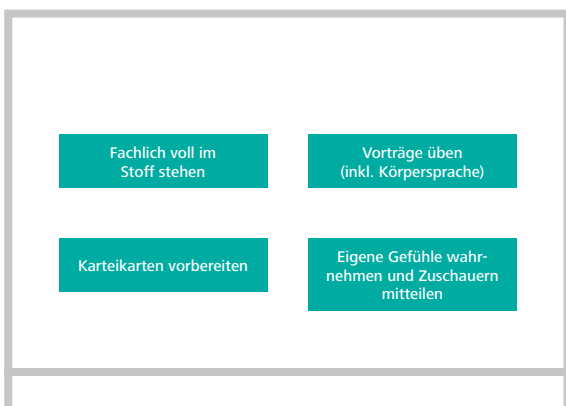 Fachlich voll im
Stoff stehen
Vorträge üben
(inkl. Körpersprache)
Karteikarten vorbereiten
Eigene Gefühle wahr-
nehmen und Zuschauern
mitteilen